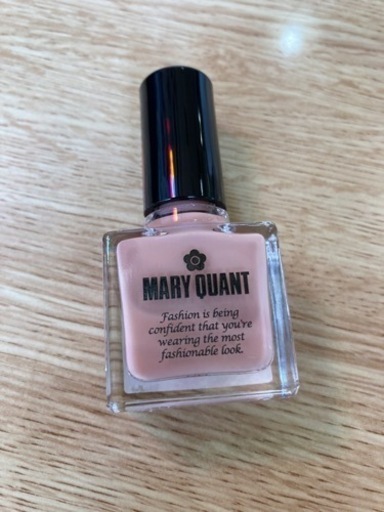 MARY QUANT
Fashion is being
confident that you're
wearing the most
fashionable look.